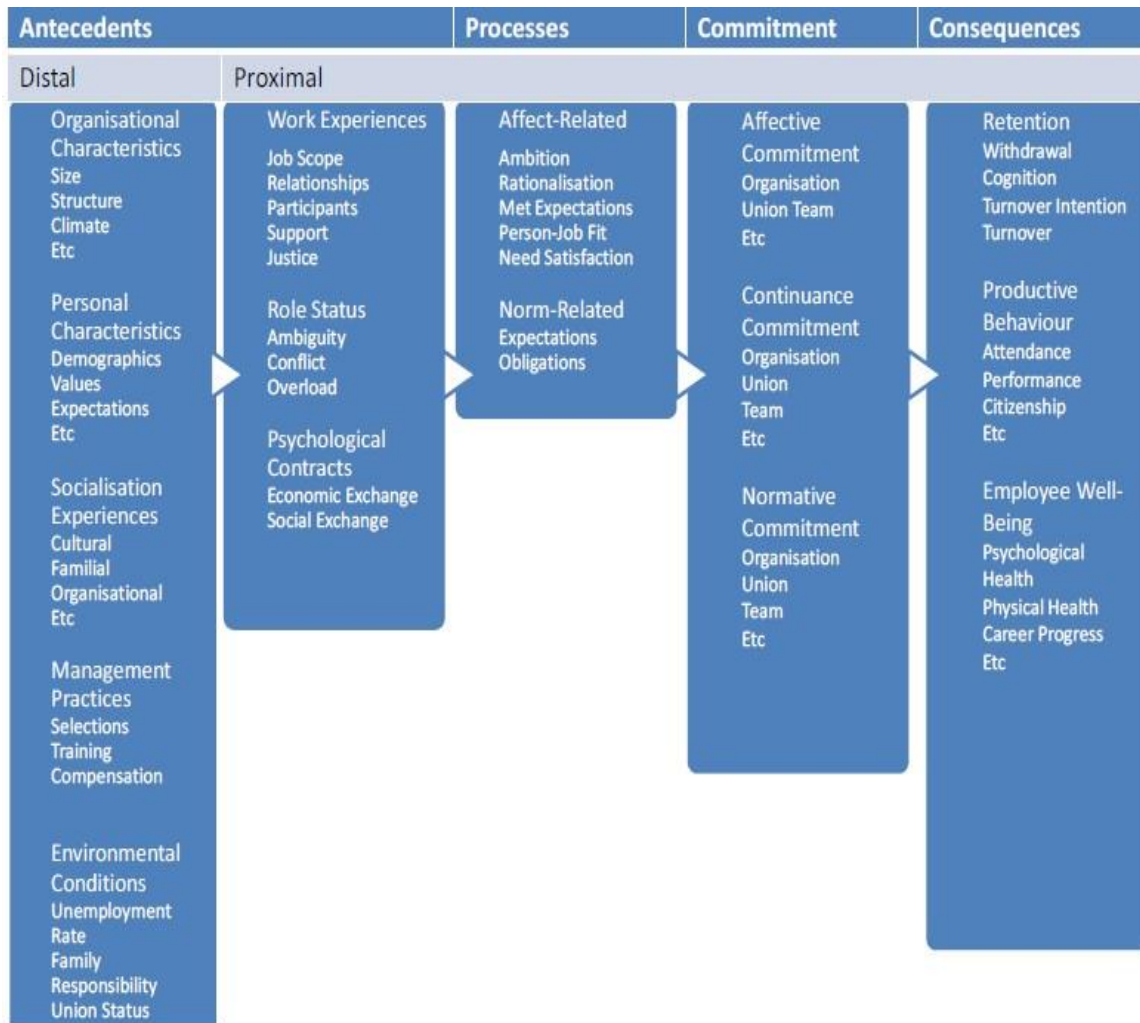 Antecedents
Processes
Commitment
Consequences
Distal
Proximal
Organisational
Characteristics
Size
Structure
Climate
Etc
Personal
Characteristics
Demographics
Values
Expectations
Etc
Socialisation
Experiences
Cultural
Familial
Organisational
Etc
Management
Practices
Selections
Training
Compensation
Environmental
Conditions
Unemployment
Rate
Family
Responsibility
Union Status
Work Experiences
Job Scope
Relationships
Participants
Support
Justice
Role Status
Ambiguity
Conflict
Overload
Psychological
Contracts
Economic Exchange
Social Exchange
Affect-Related
Ambition
Rationalisation
Met Expectations
Person-Job Fit
Need Satisfaction
Norm-Related
Expectations
Obligations
Affective
Commitment
Organisation
Union Team
Etc
Continuance
Commitment
Organisation
Union
Team
Etc
Normative
Commitment
Organisation
Union
Team
Etc
Retention
Withdrawal
Cognition
Turnover Intention
Turnover
Productive
Behaviour
Attendance
Performance
Citizenship
Etc
Employee Well-
Being
Psychological
Health
Physical Health
Career Progress
Etc